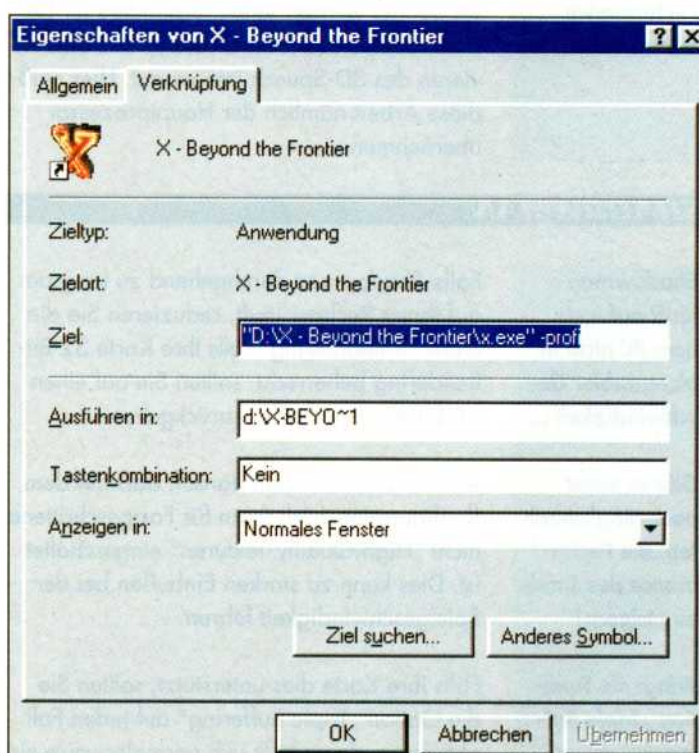 Eigenschaften von X - Beyond the Frontier
Allgemein Verknüpfung
X - Beyond the Frontier
Zieltyp: Anwendung
Zielort: X - Beyond the Frontier
Ziel: "D:\X - Beyond the Frontier\x.exe" -prof
Ausführen in: d:\X-BEYO~1
Tastenkombination: Kein
Anzeigen in: Normales Fenster
Ziel suchen... Anderes Symbol...
OK Abbrechen Übernehmen